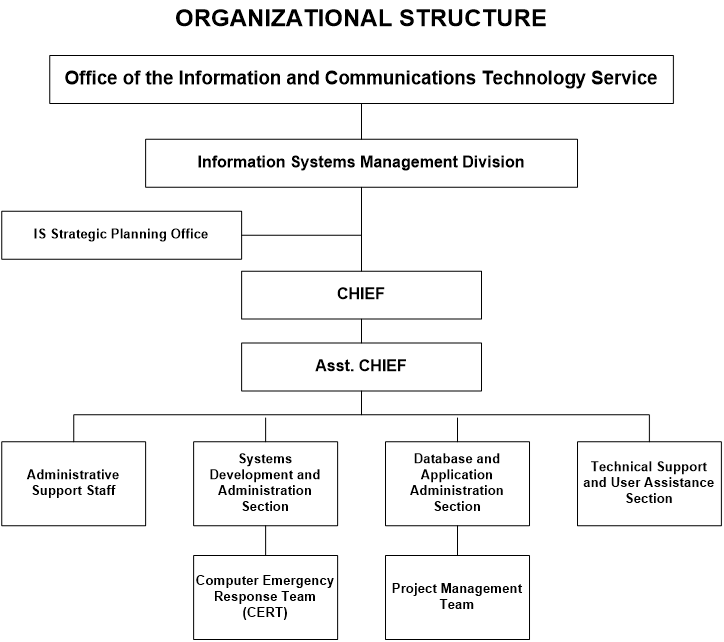 ORGANIZATIONAL STRUCTURE
Office of the Information and Communications Technology Service
Information Systems Management Division
IS Strategic Planning Office
CHIEF
Asst. CHIEF
Administrative
Support Staff
Systems
Development and
Administration
Section
Database and
Application
Administration
Section
Technical Support
and User Assistance
Section
Computer Emergency
Response Team
(CERT)
Project Management
Team